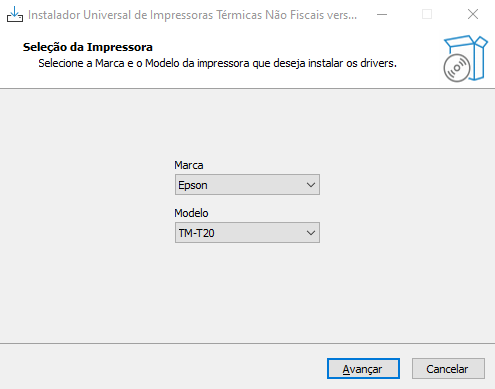 Instalador Universal de Impressoras Térmicas Não Fiscais vers...
Seleção da Impressora
Selecione a Marca e o Modelo da impressora que deseja instalar os drivers.
Marca
Epson
Modelo
TM-T20
Avançar
Cancelar